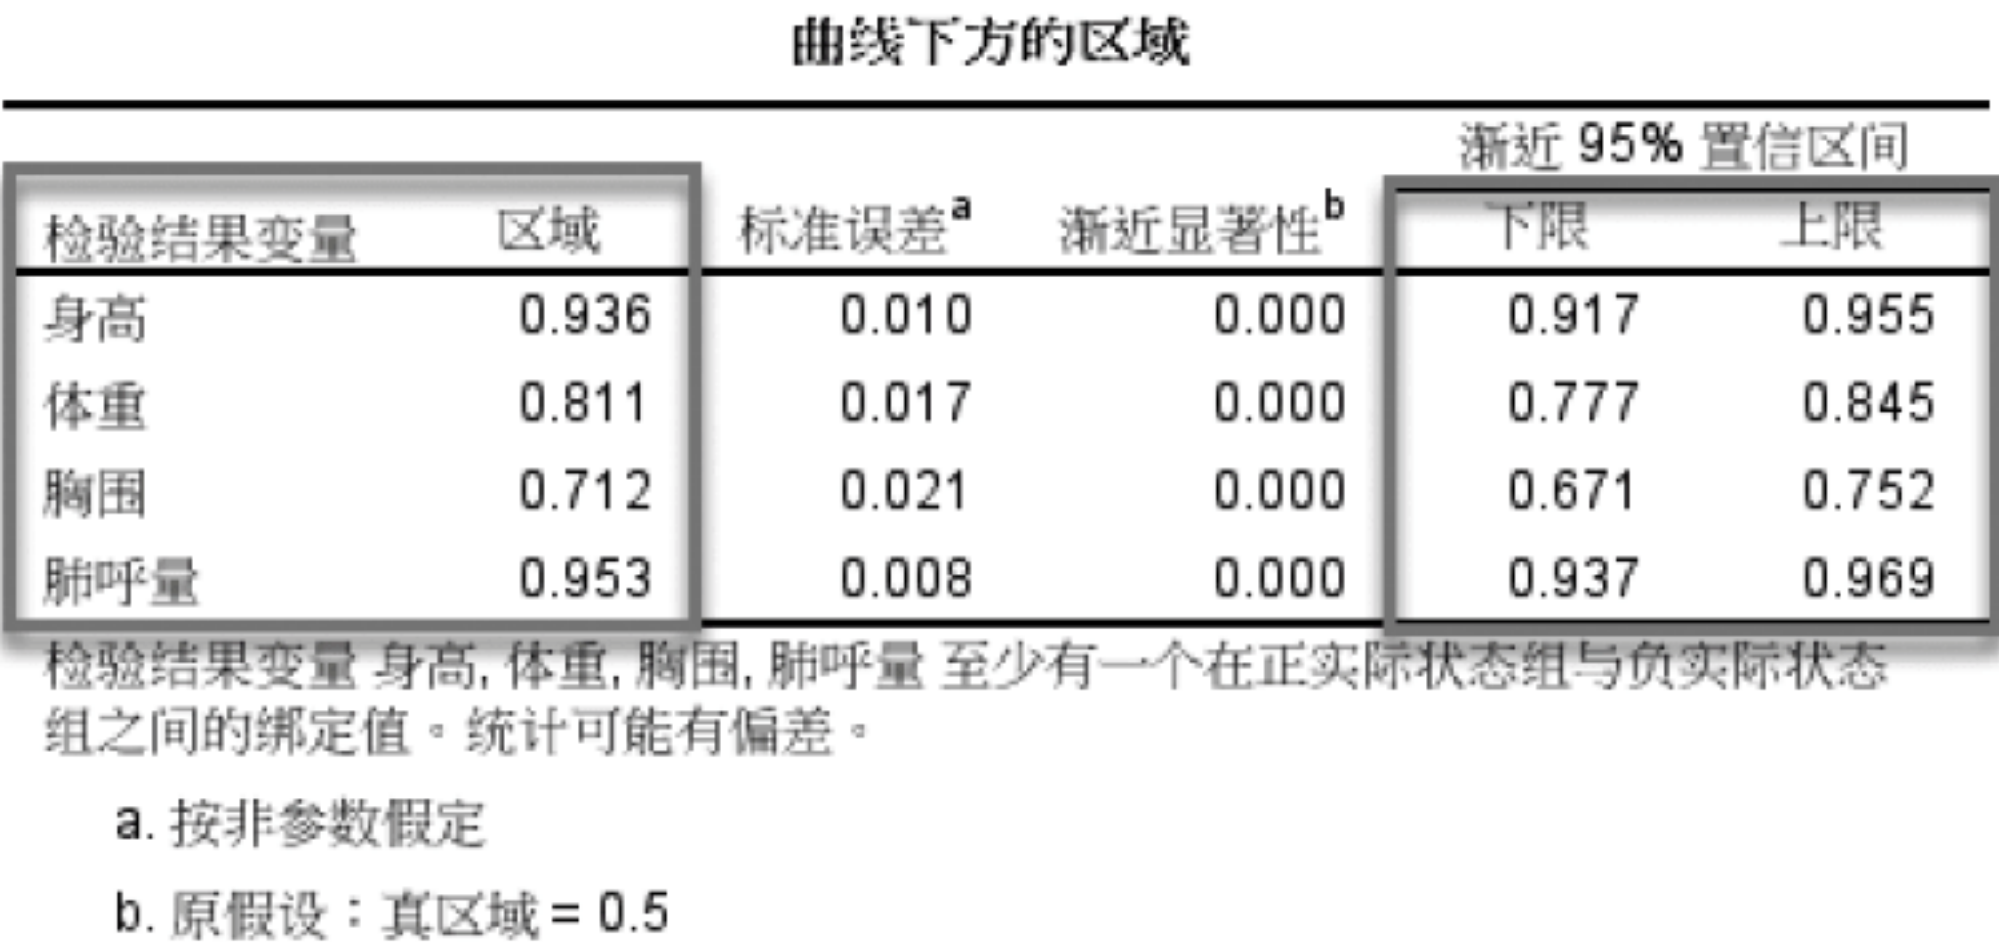 曲线下方的区域
渐近 95% 置信区间
检验结果变量 区域 标准误差a 渐近显著性b 下限 上限
身高 0.936 0.010 0.000 0.917 0.955
体重 0.811 0.017 0.000 0.777 0.845
胸围 0.712 0.021 0.000 0.671 0.752
肺呼量 0.953 0.008 0.000 0.937 0.969
检验结果变量 身高, 体重, 胸围, 肺呼量 至少有一个在正实际状态组与负实际状态
组之间的绑定值。统计可能有偏差。
a. 按非参数假定
b. 原假设：真区域 = 0.5